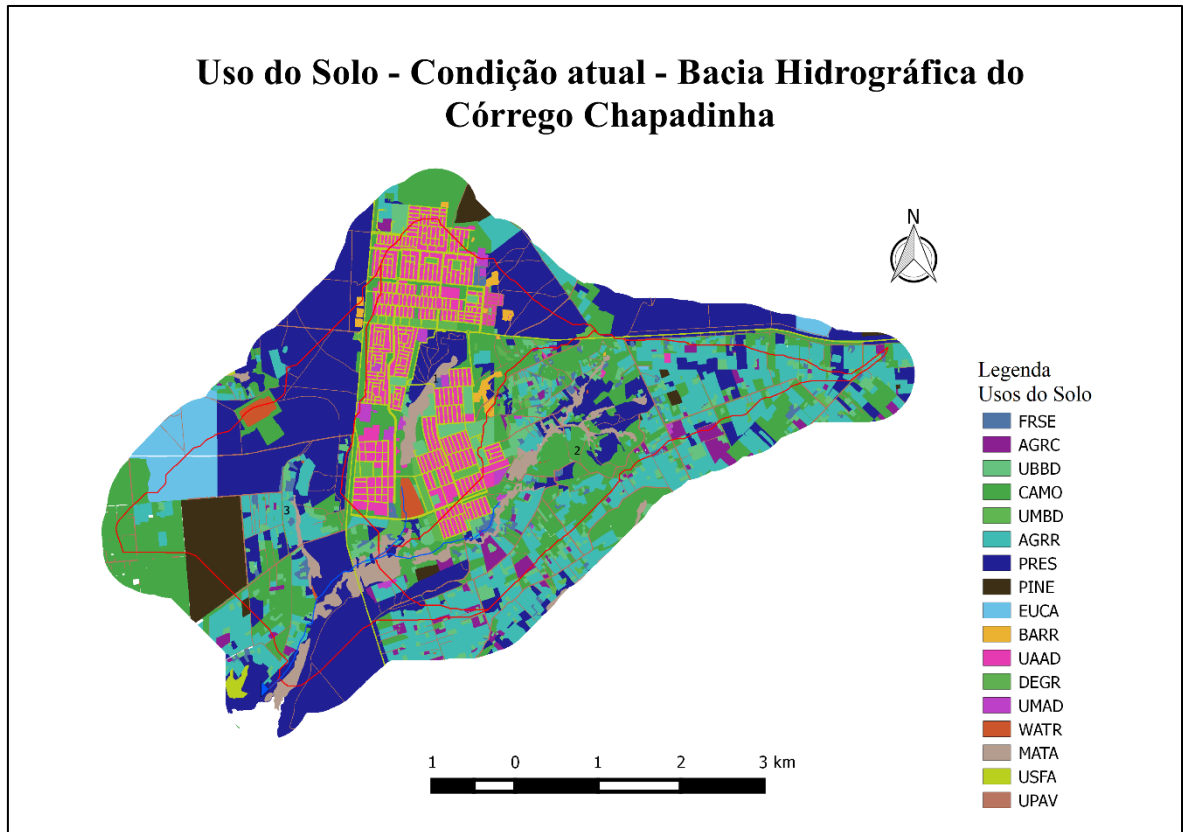 Uso do Solo - Condição atual - Bacia Hidrográfica do
Córrego Chapadinha
N
2
3
Legenda
Usos do Solo
FRSE
AGRC
UBBD
CAMO
UMBD
AGRR
PRES
PINE
EUCA
BARR
UAAD
DEGR
UMAD
WATR
MATA
USFA
UPAV
1 0 1 2 3 km